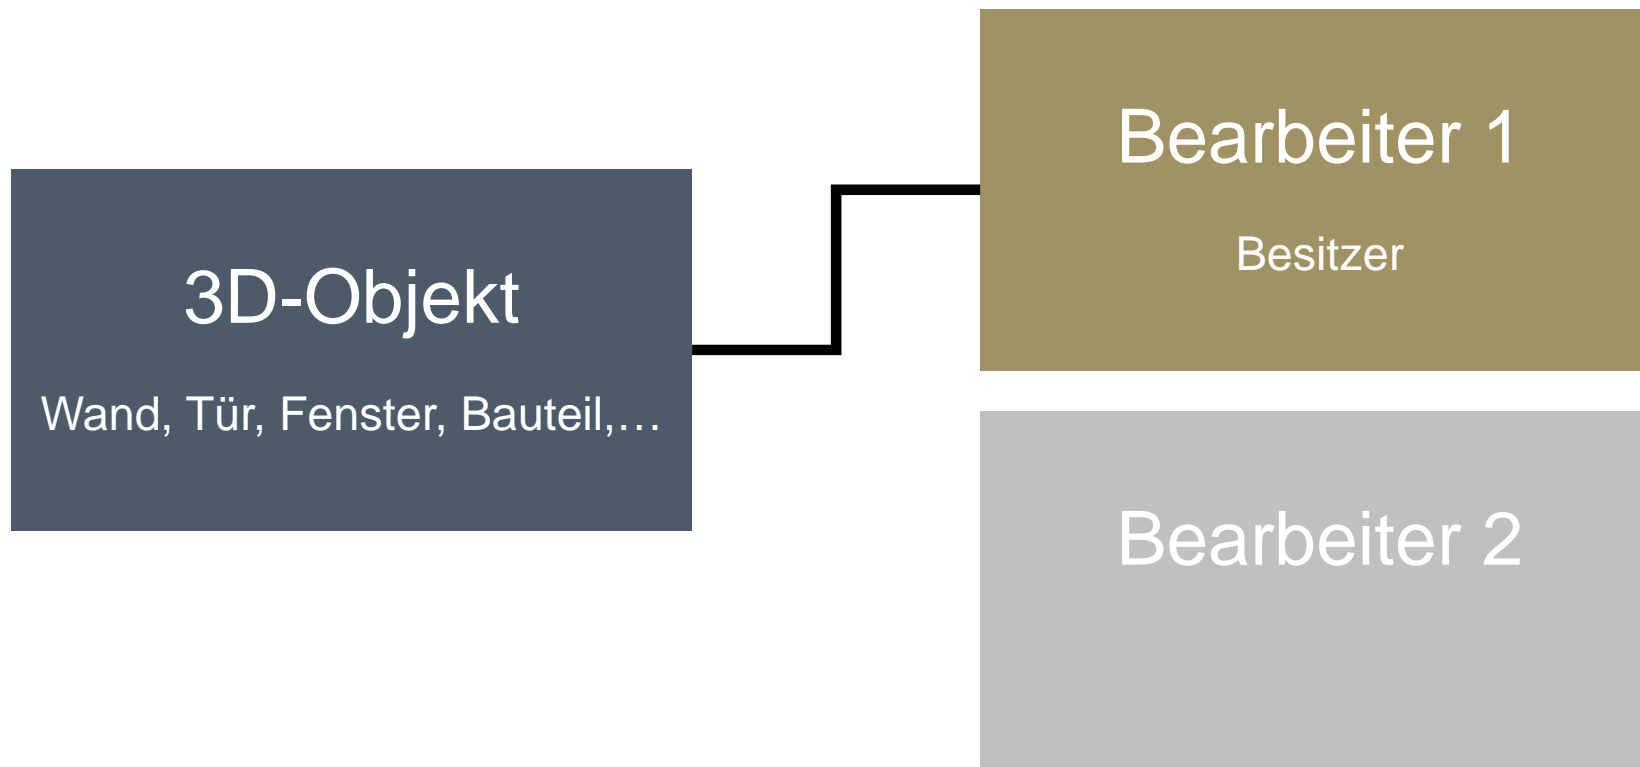 3D-Objekt
Wand, Tür, Fenster, Bauteil,…
Bearbeiter 1
Besitzer
Bearbeiter 2